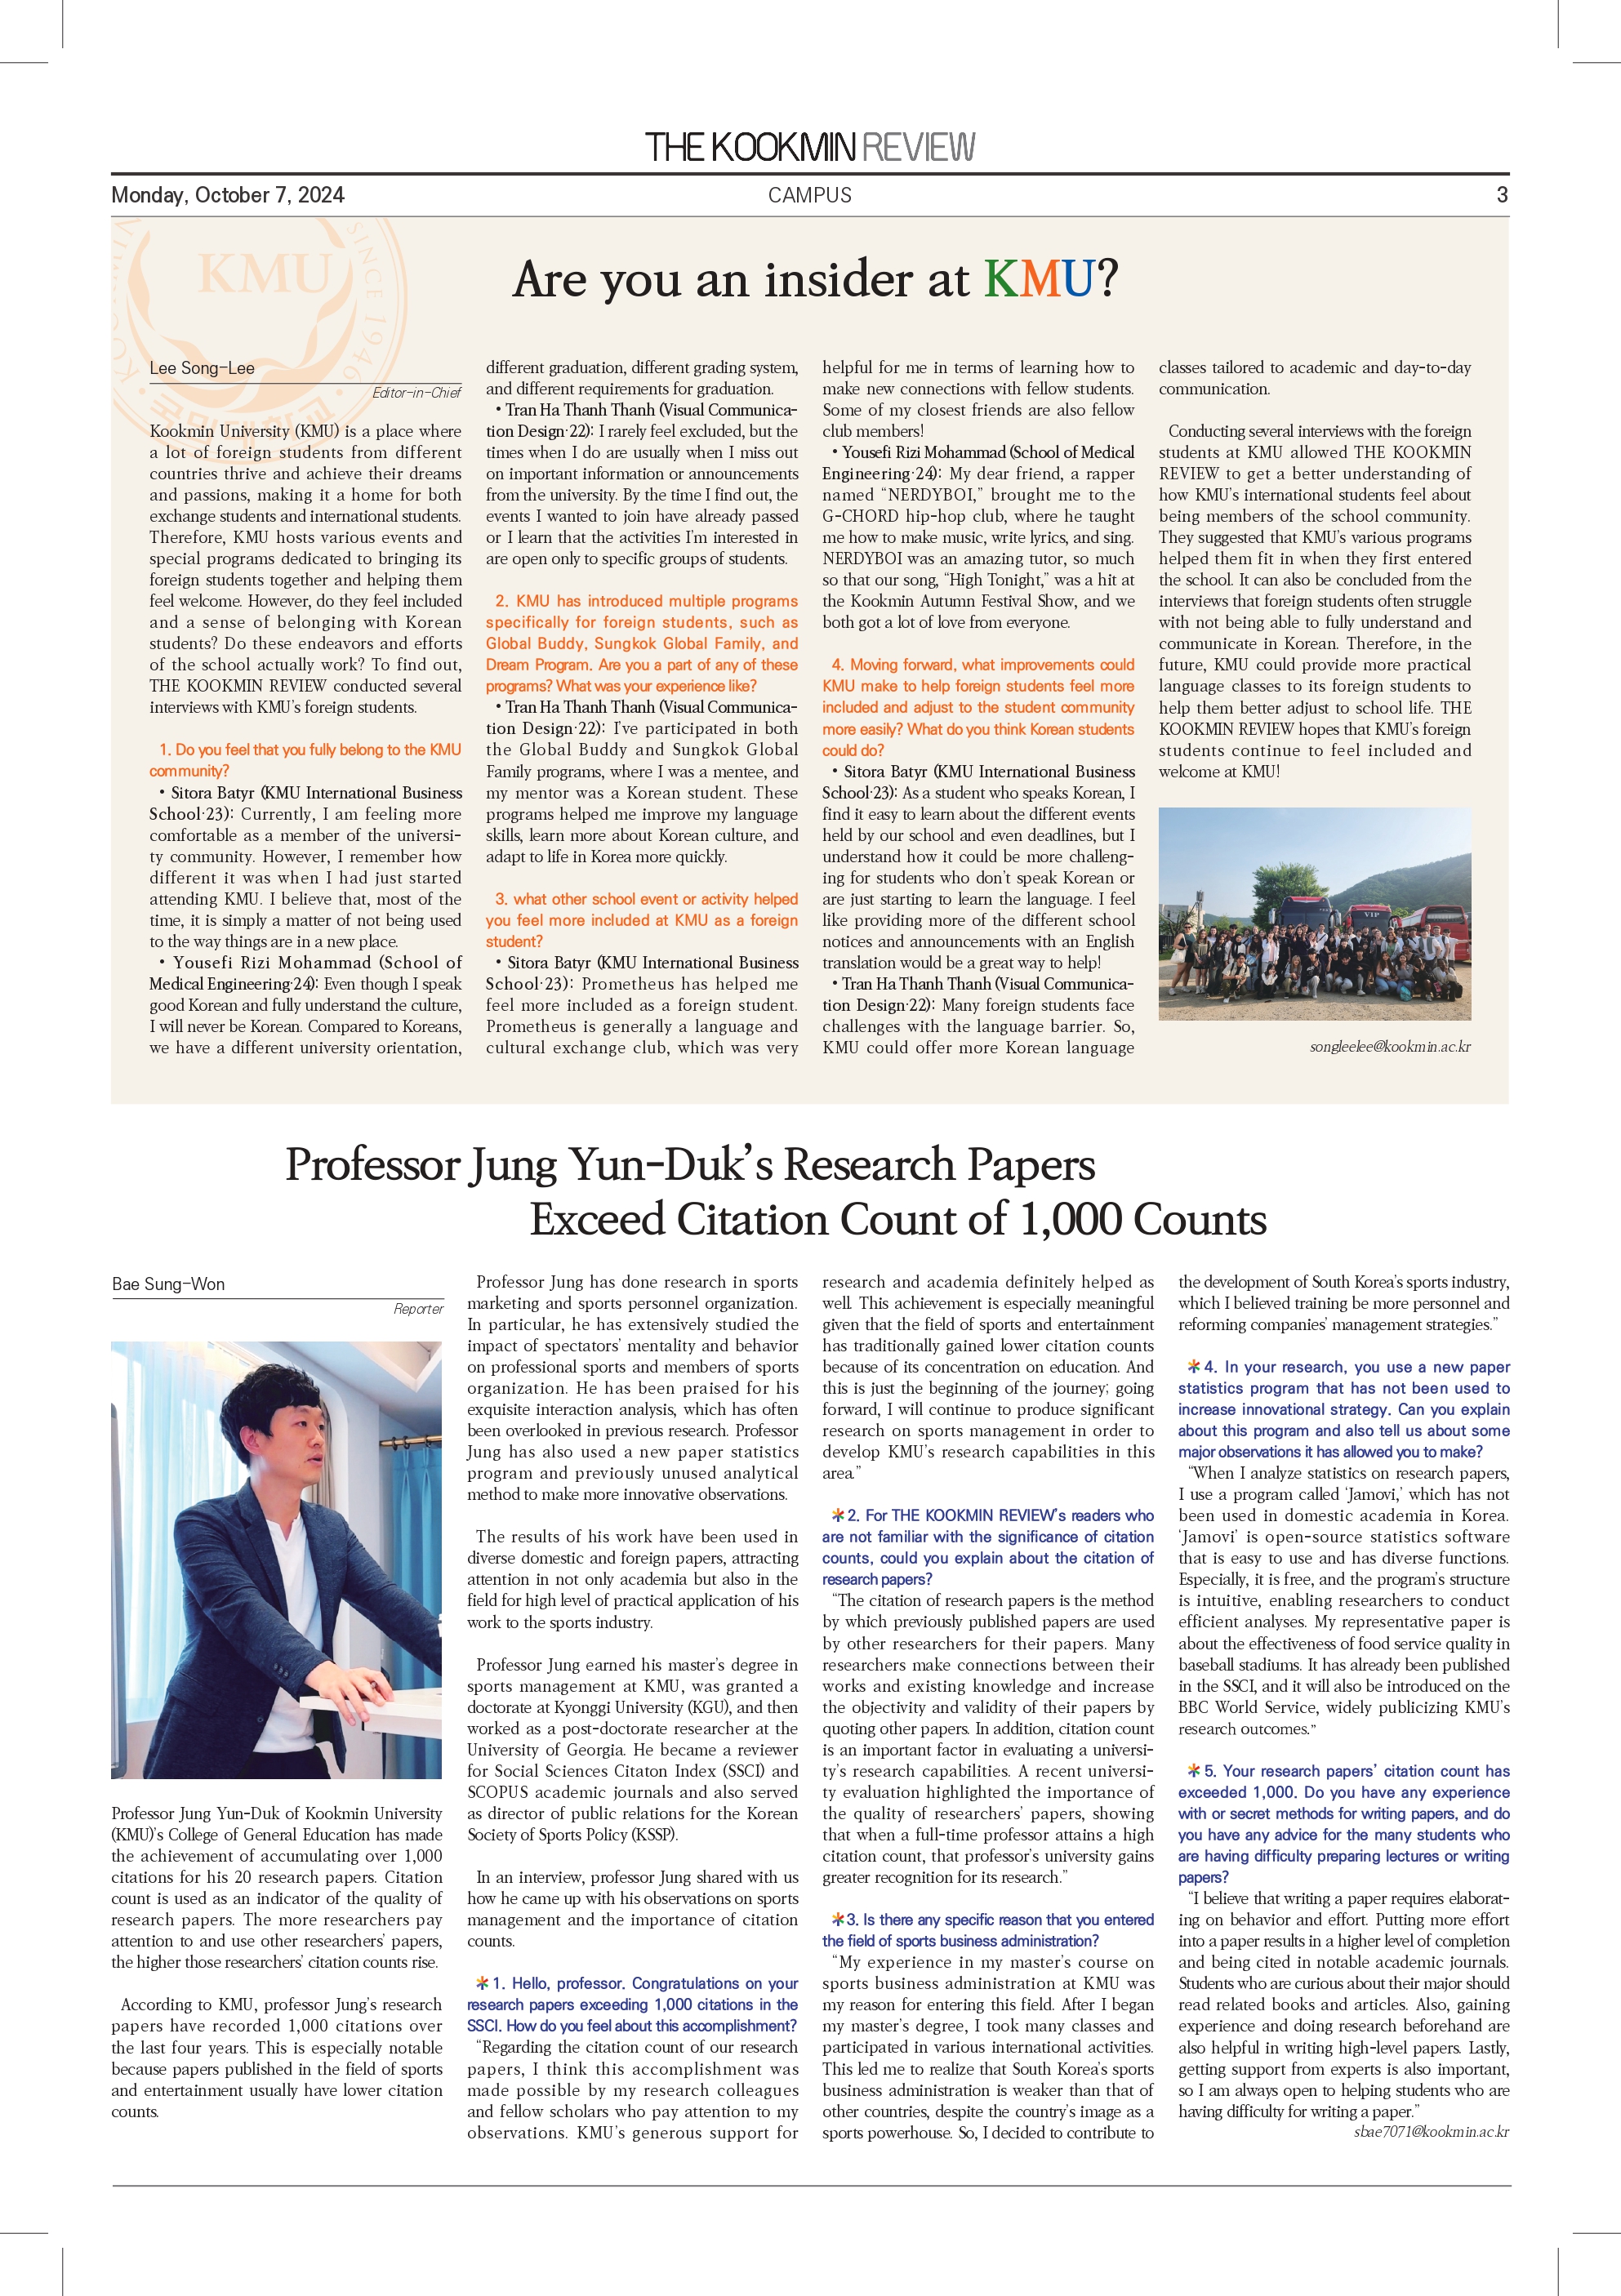 THE KOOKMIN REVIEW
Monday, October 7, 2024
CAMPUS
3
KMU
SINCE 1946
Are you an insider at KMU?
Lee Song-Lee
Editor-in-Chief
Kookmin University (KMU) is a place where
a lot of foreign students from different
countries thrive and achieve their dreams
and passions, making it a home for both
exchange students and international students.
Therefore, KMU hosts various events and
special programs dedicated to bringing its
foreign students together and helping them
feel welcome. However, do they feel included
and a sense of belonging with Korean
students? Do these endeavors and efforts
of the school actually work? To find out,
THE KOOKMIN REVIEW conducted several
interviews with KMU's foreign students.
1. Do you feel that you fully belong to the KMU
community?
• Sitora Batyr (KMU International Business
School·23): Currently, I am feeling more
comfortable as a member of the universi-
ty community. However, I remember how
different it was when I had just started
attending KMU. I believe that, most of the
time, it is simply a matter of not being used
to the way things are in a new place.
• Yousefi Rizi Mohammad (School of
Medical Engineering·24): Even though I speak
good Korean and fully understand the culture,
I will never be Korean. Compared to Koreans,
we have a different university orientation,
different graduation, different grading system,
and different requirements for graduation.
• Tran Ha Thanh Thanh (Visual Communica-
tion Design·22): I rarely feel excluded, but the
times when I do are usually when I miss out
on important information or announcements
from the university. By the time I find out, the
events I wanted to join have already passed
or I learn that the activities I'm interested in
are open only to specific groups of students.
2. KMU has introduced multiple programs
specifically for foreign students, such as
Global Buddy, Sungkok Global Family, and
Dream Program. Are you a part of any of these
programs? What was your experience like?
• Tran Ha Thanh Thanh (Visual Communica-
tion Design·22): I've participated in both
the Global Buddy and Sungkok Global
Family programs, where I was a mentee, and
my mentor was a Korean student. These
programs helped me improve my language
skills, learn more about Korean culture, and
adapt to life in Korea more quickly.
3. what other school event or activity helped
you feel more included at KMU as a foreign
student?
• Sitora Batyr (KMU International Business
School·23): Prometheus has helped me
feel more included as a foreign student.
Prometheus is generally a language and
cultural exchange club, which was very
helpful for me in terms of learning how to
make new connections with fellow students.
Some of my closest friends are also fellow
club members!
• Yousefi Rizi Mohammad (School of Medical
Engineering·24): My dear friend, a rapper
named “NERDYBOI,” brought me to the
G-CHORD hip-hop club, where he taught
me how to make music, write lyrics, and sing.
NERDYBOI was an amazing tutor, so much
so that our song, “High Tonight,” was a hit at
the Kookmin Autumn Festival Show, and we
both got a lot of love from everyone.
4. Moving forward, what improvements could
KMU make to help foreign students feel more
included and adjust to the student community
more easily? What do you think Korean students
could do?
• Sitora Batyr (KMU International Business
School·23): As a student who speaks Korean, I
find it easy to learn about the different events
held by our school and even deadlines, but I
understand how it could be more challeng-
ing for students who don't speak Korean or
are just starting to learn the language. I feel
like providing more of the different school
notices and announcements with an English
translation would be a great way to help!
• Tran Ha Thanh Thanh (Visual Communica-
tion Design·22): Many foreign students face
challenges with the language barrier. So,
KMU could offer more Korean language
classes tailored to academic and day-to-day
communication.
Conducting several interviews with the foreign
students at KMU allowed THE KOOKMIN
REVIEW to get a better understanding of
how KMU's international students feel about
being members of the school community.
They suggested that KMU's various programs
helped them fit in when they first entered
the school. It can also be concluded from the
interviews that foreign students often struggle
with not being able to fully understand and
communicate in Korean. Therefore, in the
future, KMU could provide more practical
language classes to its foreign students to
help them better adjust to school life. THE
KOOKMIN REVIEW hopes that KMU's foreign
students continue to feel included and
welcome at KMU!
VIP
songleelee@kookmin.ac.kr
Professor Jung Yun-Duk's Research Papers
Exceed Citation Count of 1,000 Counts
Bae Sung-Won
Reporter
Professor Jung Yun-Duk of Kookmin University
(KMU)'s College of General Education has made
the achievement of accumulating over 1,000
citations for his 20 research papers. Citation
count is used as an indicator of the quality of
research papers. The more researchers pay
attention to and use other researchers' papers,
the higher those researchers' citation counts rise.
According to KMU, professor Jung's research
papers have recorded 1,000 citations over
the last four years. This is especially notable
because papers published in the field of sports
and entertainment usually have lower citation
counts.
Professor Jung has done research in sports
marketing and sports personnel organization.
In particular, he has extensively studied the
impact of spectators' mentality and behavior
on professional sports and members of sports
organization. He has been praised for his
exquisite interaction analysis, which has often
been overlooked in previous research. Professor
Jung has also used a new paper statistics
program and previously unused analytical
method to make more innovative observations.
The results of his work have been used in
diverse domestic and foreign papers, attracting
attention in not only academia but also in the
field for high level of practical application of his
work to the sports industry.
Professor Jung earned his master's degree in
sports management at KMU, was granted a
doctorate at Kyonggi University (KGU), and then
worked as a post-doctorate researcher at the
University of Georgia. He became a reviewer
for Social Sciences Citaton Index (SSCI) and
SCOPUS academic journals and also served
as director of public relations for the Korean
Society of Sports Policy (KSSP).
In an interview, professor Jung shared with us
how he came up with his observations on sports
management and the importance of citation
counts.
1. Hello, professor. Congratulations on your
research papers exceeding 1,000 citations in the
SSCI. How do you feel about this accomplishment?
“Regarding the citation count of our research
papers, I think this accomplishment was
made possible by my research colleagues
and fellow scholars who pay attention to my
observations. KMU's generous support for
research and academia definitely helped as
well. This achievement is especially meaningful
given that the field of sports and entertainment
has traditionally gained lower citation counts
because of its concentration on education. And
this is just the beginning of the journey; going
forward, I will continue to produce significant
research on sports management in order to
develop KMU's research capabilities in this
area.”
2. For THE KOOKMIN REVIEW's readers who
are not familiar with the significance of citation
counts, could you explain about the citation of
research papers?
“The citation of research papers is the method
by which previously published papers are used
by other researchers for their papers. Many
researchers make connections between their
works and existing knowledge and increase
the objectivity and validity of their papers by
quoting other papers. In addition, citation count
is an important factor in evaluating a universi-
ty's research capabilities. A recent universi-
ty evaluation highlighted the importance of
the quality of researchers' papers, showing
that when a full-time professor attains a high
citation count, that professor's university gains
greater recognition for its research.”
3. Is there any specific reason that you entered
the field of sports business administration?
“My experience in my master's course on
sports business administration at KMU was
my reason for entering this field. After I began
my master's degree, I took many classes and
participated in various international activities.
This led me to realize that South Korea's sports
business administration is weaker than that of
other countries, despite the country's image as a
sports powerhouse. So, I decided to contribute to
the development of South Korea's sports industry,
which I believed training be more personnel and
reforming companies' management strategies.”
4. In your research, you use a new paper
statistics program that has not been used to
increase innovational strategy. Can you explain
about this program and also tell us about some
major observations it has allowed you to make?
“When I analyze statistics on research papers,
I use a program called ‘Jamovi,’ which has not
been used in domestic academia in Korea.
‘Jamovi’ is open-source statistics software
that is easy to use and has diverse functions.
Especially, it is free, and the program's structure
is intuitive, enabling researchers to conduct
efficient analyses. My representative paper is
about the effectiveness of food service quality in
baseball stadiums. It has already been published
in the SSCI, and it will also be introduced on the
BBC World Service, widely publicizing KMU's
research outcomes.”
5. Your research papers' citation count has
exceeded 1,000. Do you have any experience
with or secret methods for writing papers, and do
you have any advice for the many students who
are having difficulty preparing lectures or writing
papers?
“I believe that writing a paper requires elaborat-
ing on behavior and effort. Putting more effort
into a paper results in a higher level of completion
and being cited in notable academic journals.
Students who are curious about their major should
read related books and articles. Also, gaining
experience and doing research beforehand are
also helpful in writing high-level papers. Lastly,
getting support from experts is also important,
so I am always open to helping students who are
having difficulty for writing a paper.”
sbae7071@kookmin.ac.kr